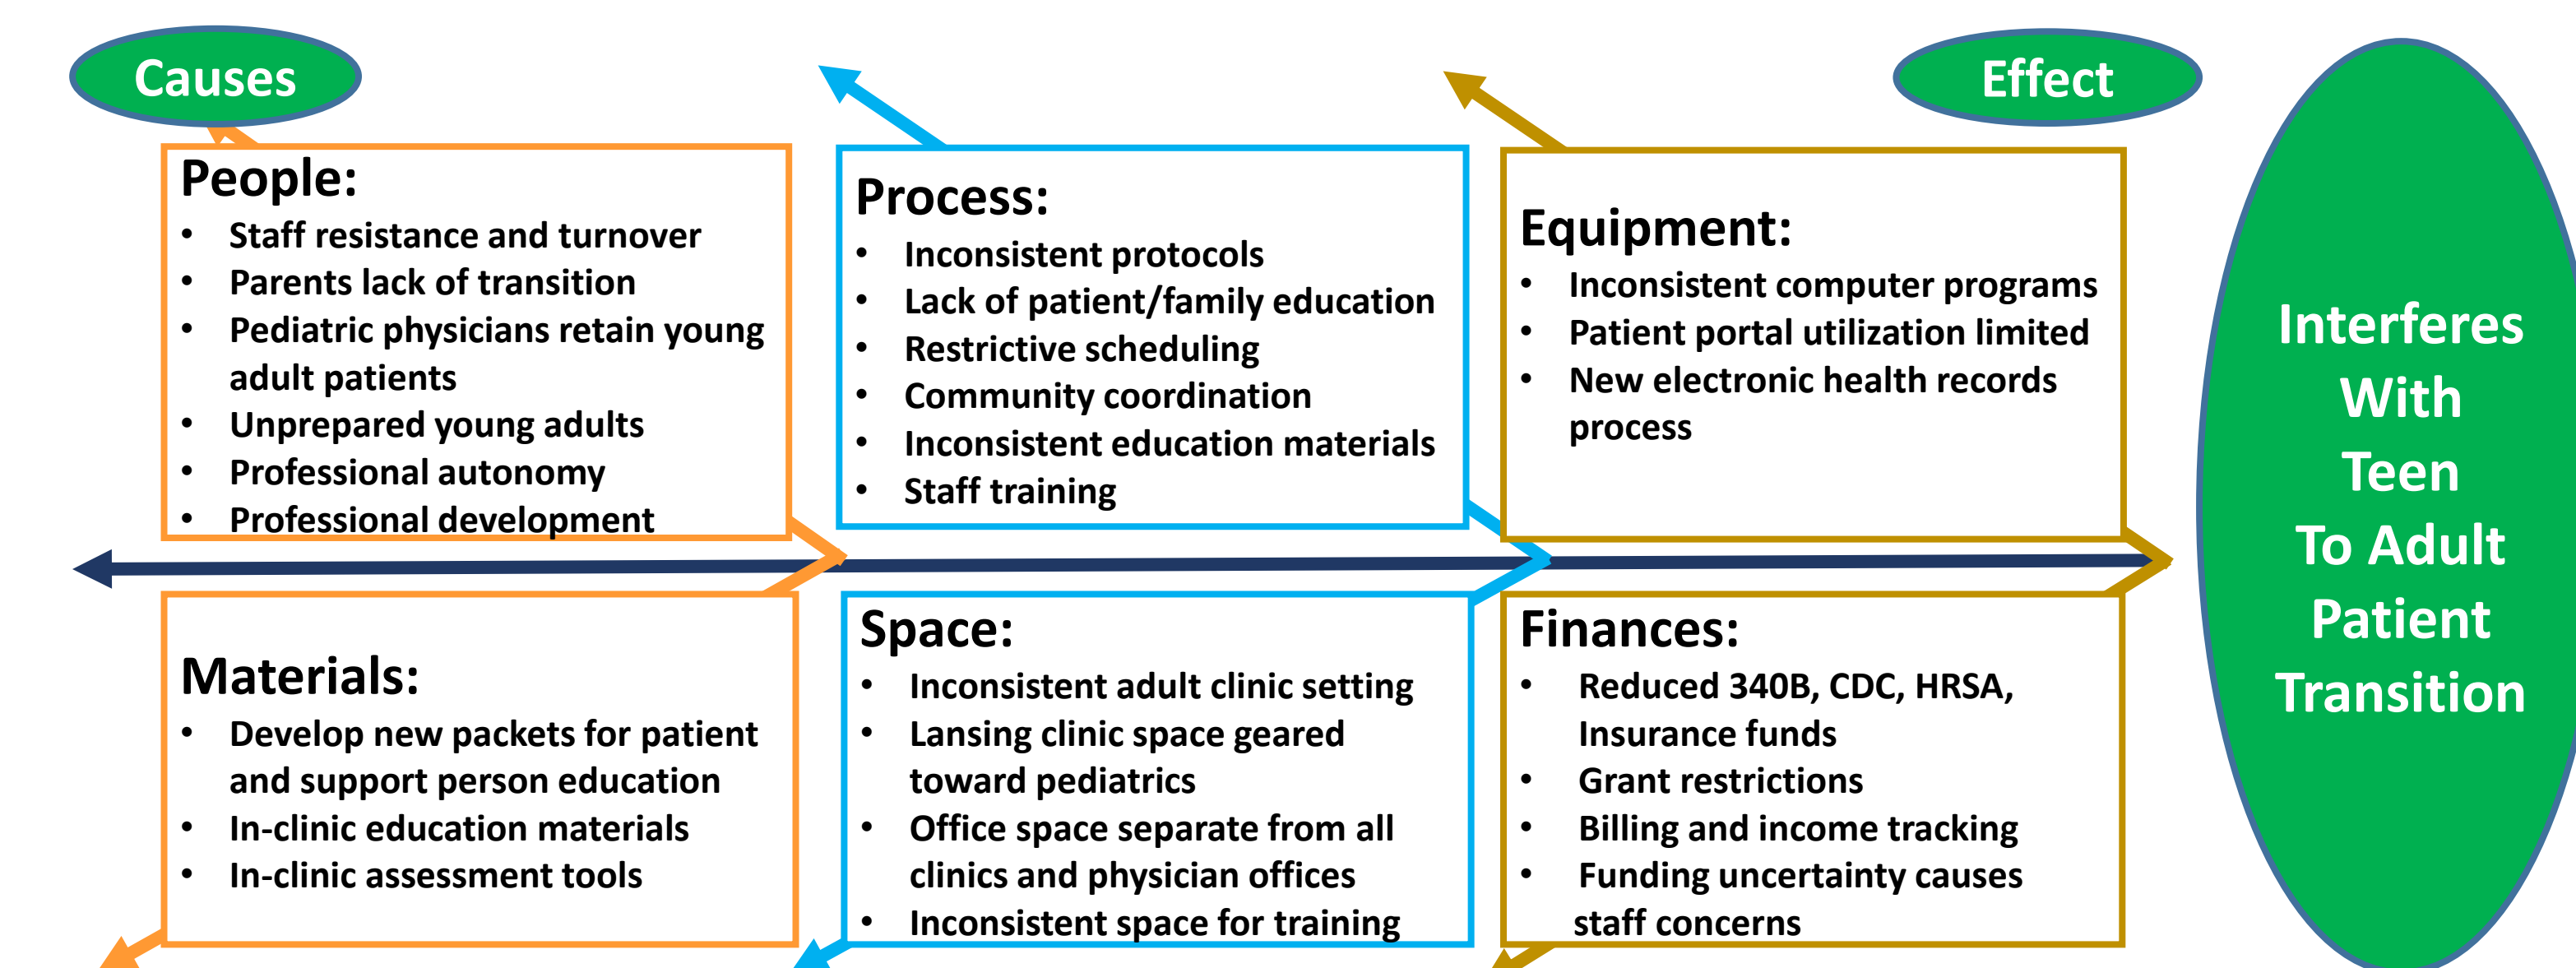 Causes
Effect
People:
• Staff resistance and turnover
• Parents lack of transition
• Pediatric physicians retain young
adult patients
• Unprepared young adults
• Professional autonomy
• Professional development
Process:
• Inconsistent protocols
• Lack of patient/family education
• Restrictive scheduling
• Community coordination
• Inconsistent education materials
• Staff training
Equipment:
• Inconsistent computer programs
• Patient portal utilization limited
• New electronic health records
process
Materials:
• Develop new packets for patient
and support person education
• In-clinic education materials
• In-clinic assessment tools
Space:
• Inconsistent adult clinic setting
• Lansing clinic space geared
toward pediatrics
• Office space separate from all
clinics and physician offices
• Inconsistent space for training
Finances:
• Reduced 340B, CDC, HRSA,
Insurance funds
• Grant restrictions
• Billing and income tracking
• Funding uncertainty causes
staff concerns
Interferes
With
Teen
To Adult
Patient
Transition